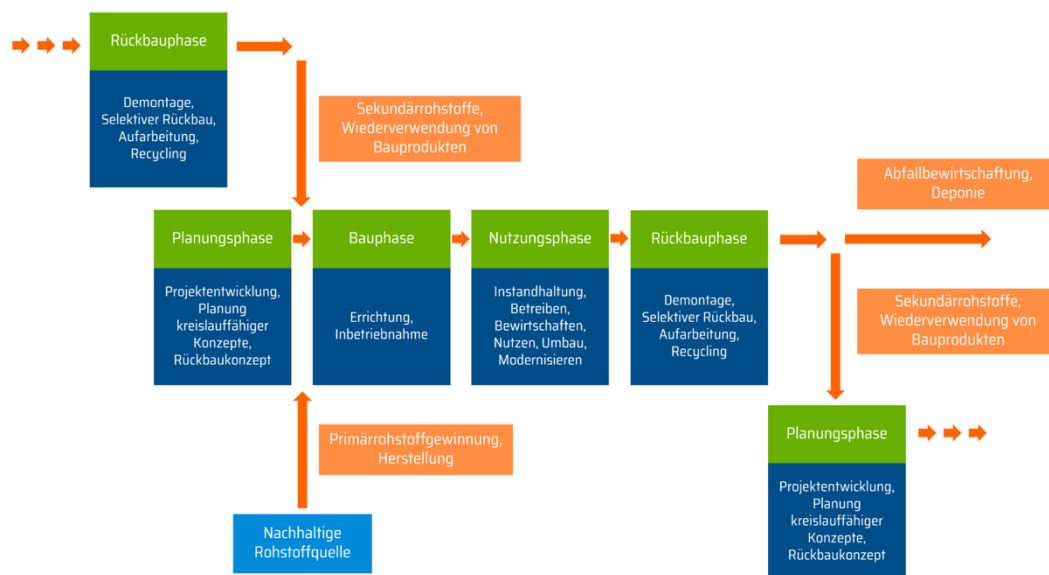 Rückbauphase
Demontage,
Selektiver Rückbau,
Aufarbeitung,
Recycling
Sekundärrohstoffe,
Wiederverwendung von
Bauprodukten
Abfallbewirtschaftung,
Deponie
Planungsphase
Projektentwicklung,
Planung
kreislauffähiger
Konzepte,
Rückbaukonzept
Bauphase
Errichtung,
Inbetriebnahme
Nutzungsphase
Instandhaltung,
Betreiben,
Bewirtschaften,
Nutzen, Umbau,
Modernisieren
Rückbauphase
Demontage,
Selektiver Rückbau,
Aufarbeitung,
Recycling
Sekundärrohstoffe,
Wiederverwendung von
Bauprodukten
Primärrohstoffgewinnung,
Herstellung
Nachhaltige
Rohstoffquelle
Planungsphase
Projektentwicklung,
Planung
kreislauffähiger
Konzepte,
Rückbaukonzept